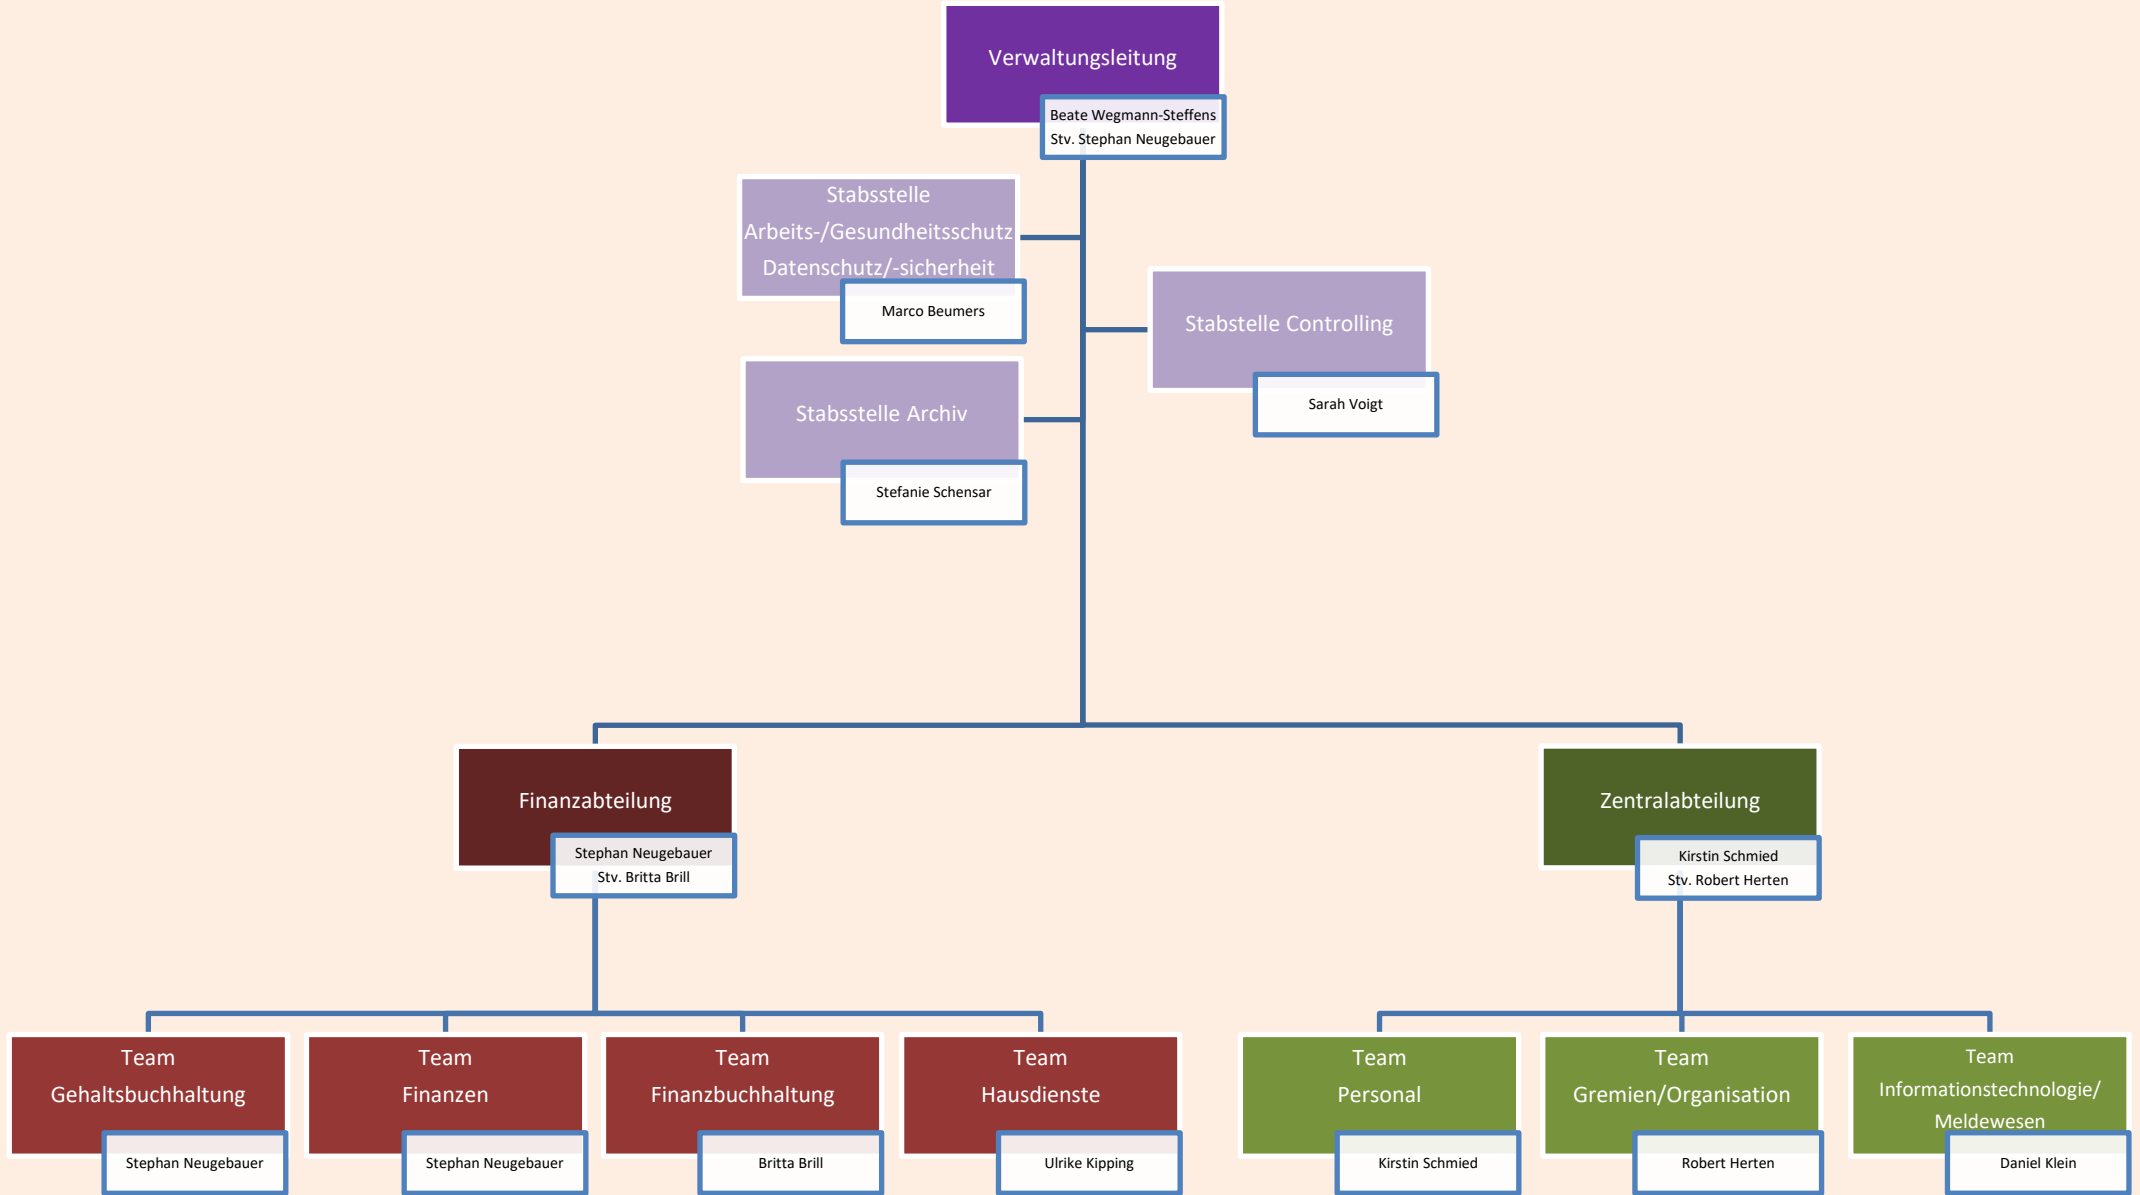 Verwaltungsleitung
Beate Wegmann-Steffens
Stv. Stephan Neugebauer
Stabsstelle
Arbeits-/Gesundheitsschutz
Datenschutz/-sicherheit
Marco Beumers
Stabstelle Controlling
Sarah Voigt
Stabsstelle Archiv
Stefanie Schensar
Finanzabteilung
Stephan Neugebauer
Stv. Britta Brill
Zentralabteilung
Kirstin Schmied
Stv. Robert Herten
Team
Gehaltsbuchhaltung
Stephan Neugebauer
Team
Finanzen
Stephan Neugebauer
Team
Finanzbuchhaltung
Britta Brill
Team
Hausdienste
Ulrike Kipping
Team
Personal
Kirstin Schmied
Team
Gremien/Organisation
Robert Herten
Team
Informationstechnologie/
Meldewesen
Daniel Klein